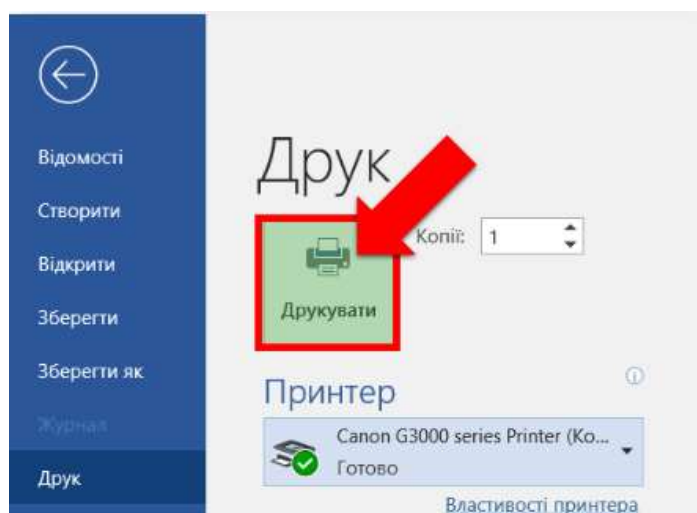 Відомості
Створити
Відкрити
Зберегти
Зберегти як
Журнал
Друк
Друк
Копії: 1
Друкувати
Принтер
Canon G3000 series Printer (Ко...
Готово
Властивості принтера